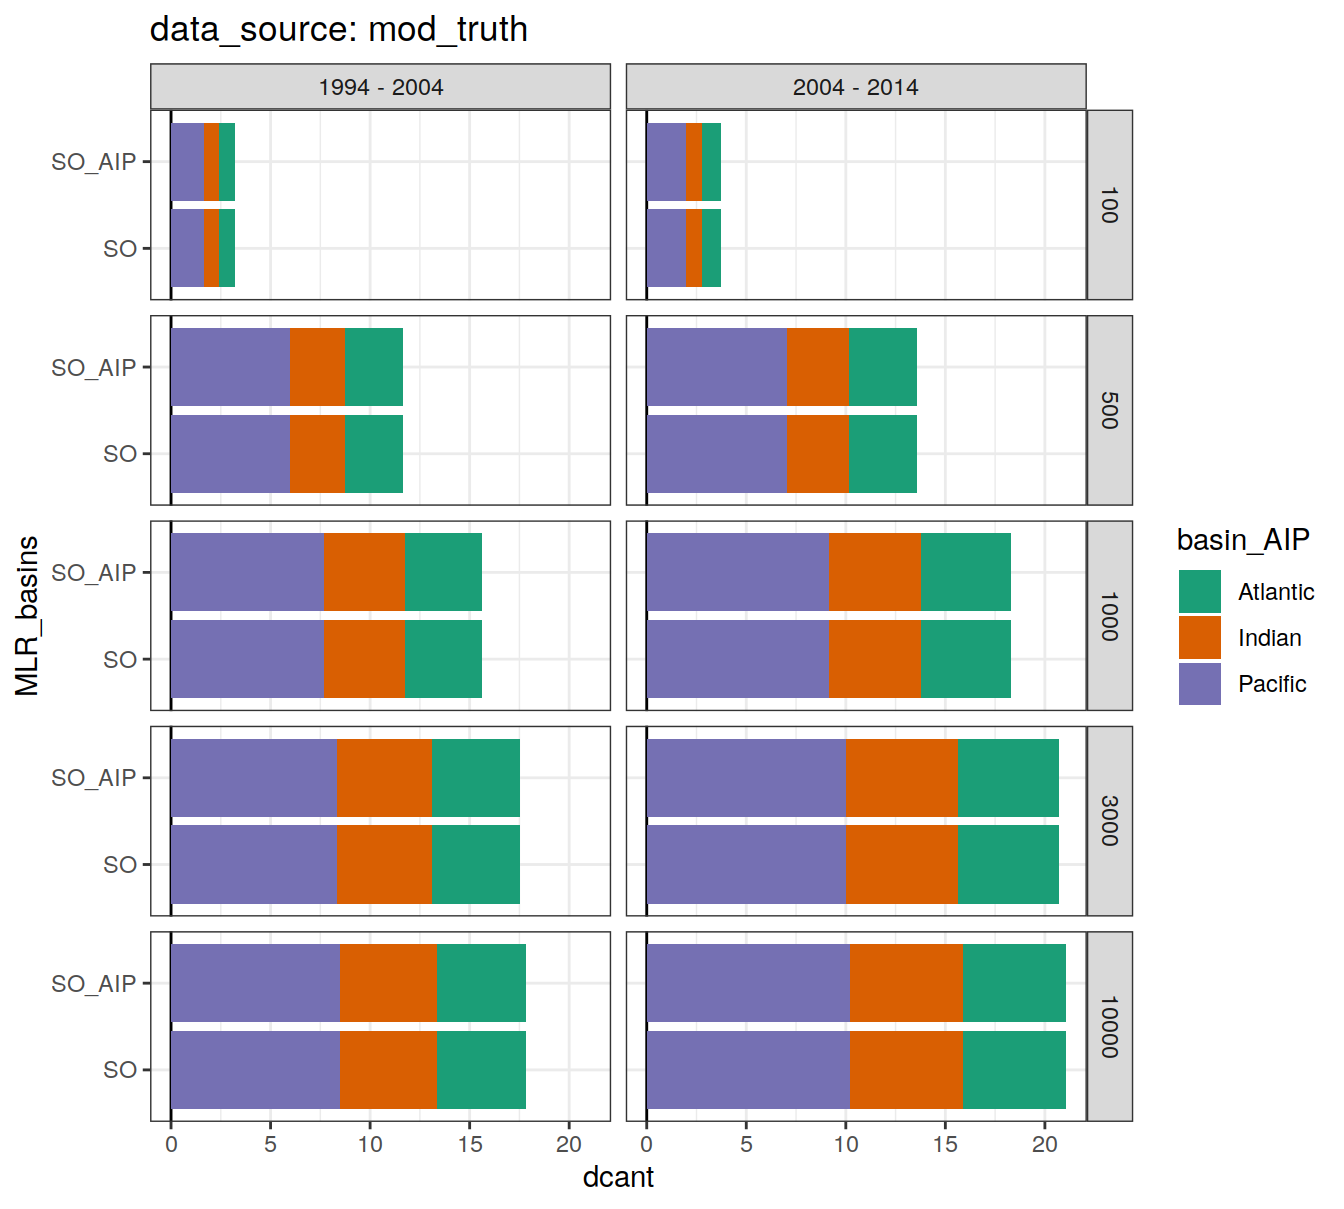 data_source: mod_truth
1994 - 2004
2004 - 2014
SO_AIP
SO
100
SO_AIP
SO
500
SO_AIP
SO
1000
SO_AIP
SO
3000
SO_AIP
SO
10000
MLR_basins
0 5 10 15 20
0 5 10 15 20
dcant
basin_AIP
Atlantic
Indian
Pacific